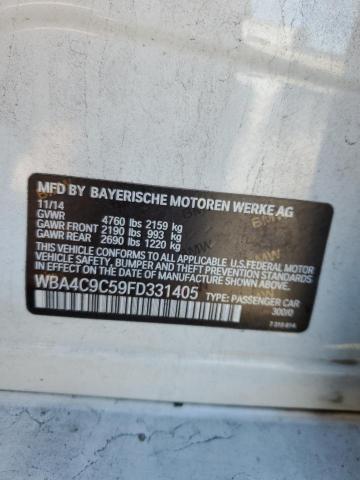 MFD BY BAYERISCHE MOTOREN WERKE AG
11/14
GVWR 4760 lbs 2159 kg
GAWR FRONT 2190 lbs 993 kg
GAWR REAR 2690 lbs 1220 kg
THIS VEHICLE CONFORMS TO ALL APPLICABLE U.S.FEDERAL MOTOR
VEHICLE SAFETY, BUMPER AND THEFT PREVENTION STANDARDS
IN EFFECT ON THE DATE OF MANUFACTURE SHOWN ABOVE.
WBA4C9C59FD331405 TYPE: PASSENGER CAR
300/0